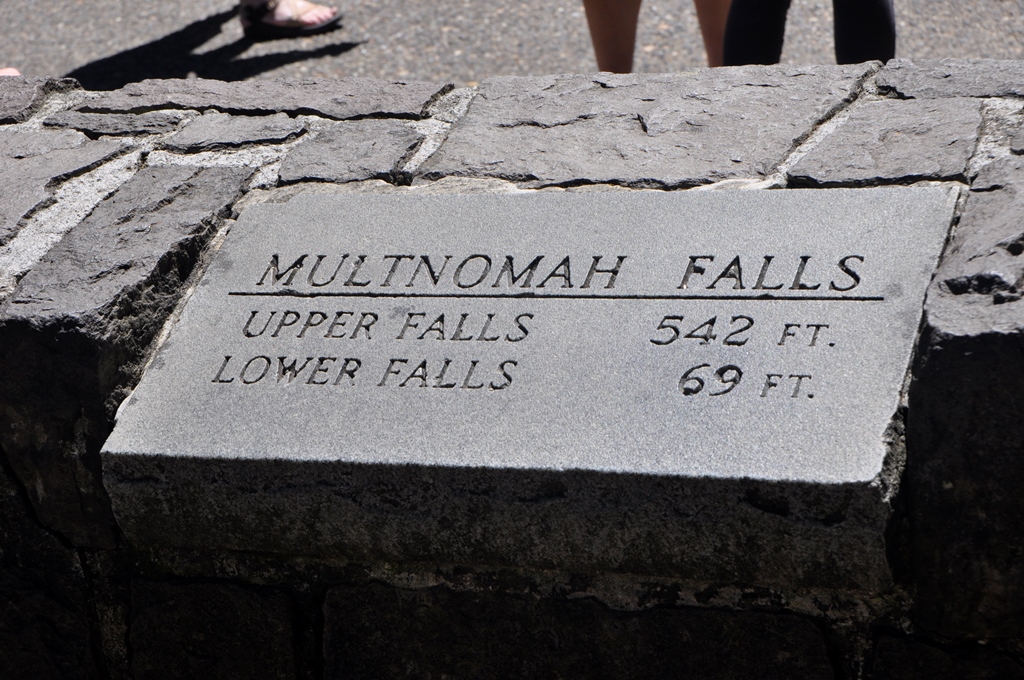 MULTNOMAH FALLS
UPPER FALLS 542 FT.
LOWER FALLS 69 FT.